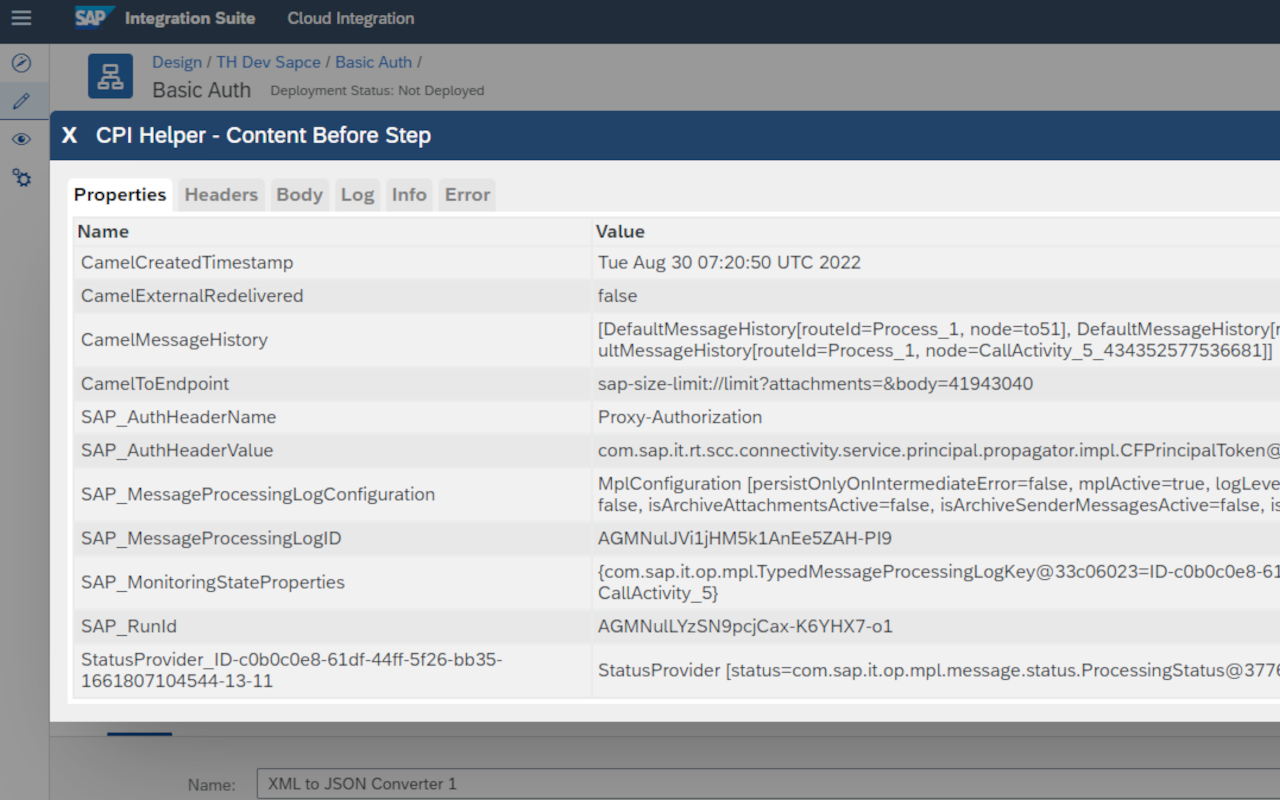 SAP Integration Suite Cloud Integration
Design / TH Dev Sapce / Basic Auth /
Basic Auth Deployment Status: Not Deployed
X CPI Helper - Content Before Step
Properties Headers Body Log Info Error
Name Value
CamelCreatedTimestamp Tue Aug 30 07:20:50 UTC 2022
CamelExternalRedelivered false
CamelMessageHistory [DefaultMessageHistory[routeId=Process_1, node=to51], DefaultMessageHistory[
ultMessageHistory[routeId=Process_1, node=CallActivity_5_434352577536681]]
CamelToEndpoint sap-size-limit://limit?attachments=&body=41943040
SAP_AuthHeaderName Proxy-Authorization
SAP_AuthHeaderValue com.sap.it.rt.scc.connectivity.service.principal.propagator.impl.CFPrincipalToken@
SAP_MessageProcessingLogConfiguration MplConfiguration [persistOnlyOnIntermediateError=false, mplActive=true, logLeve
false, isArchiveAttachmentsActive=false, isArchiveSenderMessagesActive=false, is
SAP_MessageProcessingLogID AGMNulJVi1jHM5k1AnEe5ZAH-PI9
SAP_MonitoringStateProperties {com.sap.it.op.mpl.TypedMessageProcessingLogKey@33c06023=ID-c0b0c0e8-61
CallActivity_5}
SAP_RunId AGMNulLYzSN9pcjCax-K6YHX7-o1
StatusProvider_ID-c0b0c0e8-61df-44ff-5f26-bb35-
1661807104544-13-11 StatusProvider [status=com.sap.it.op.mpl.message.status.ProcessingStatus@3776
Name: XML to JSON Converter 1